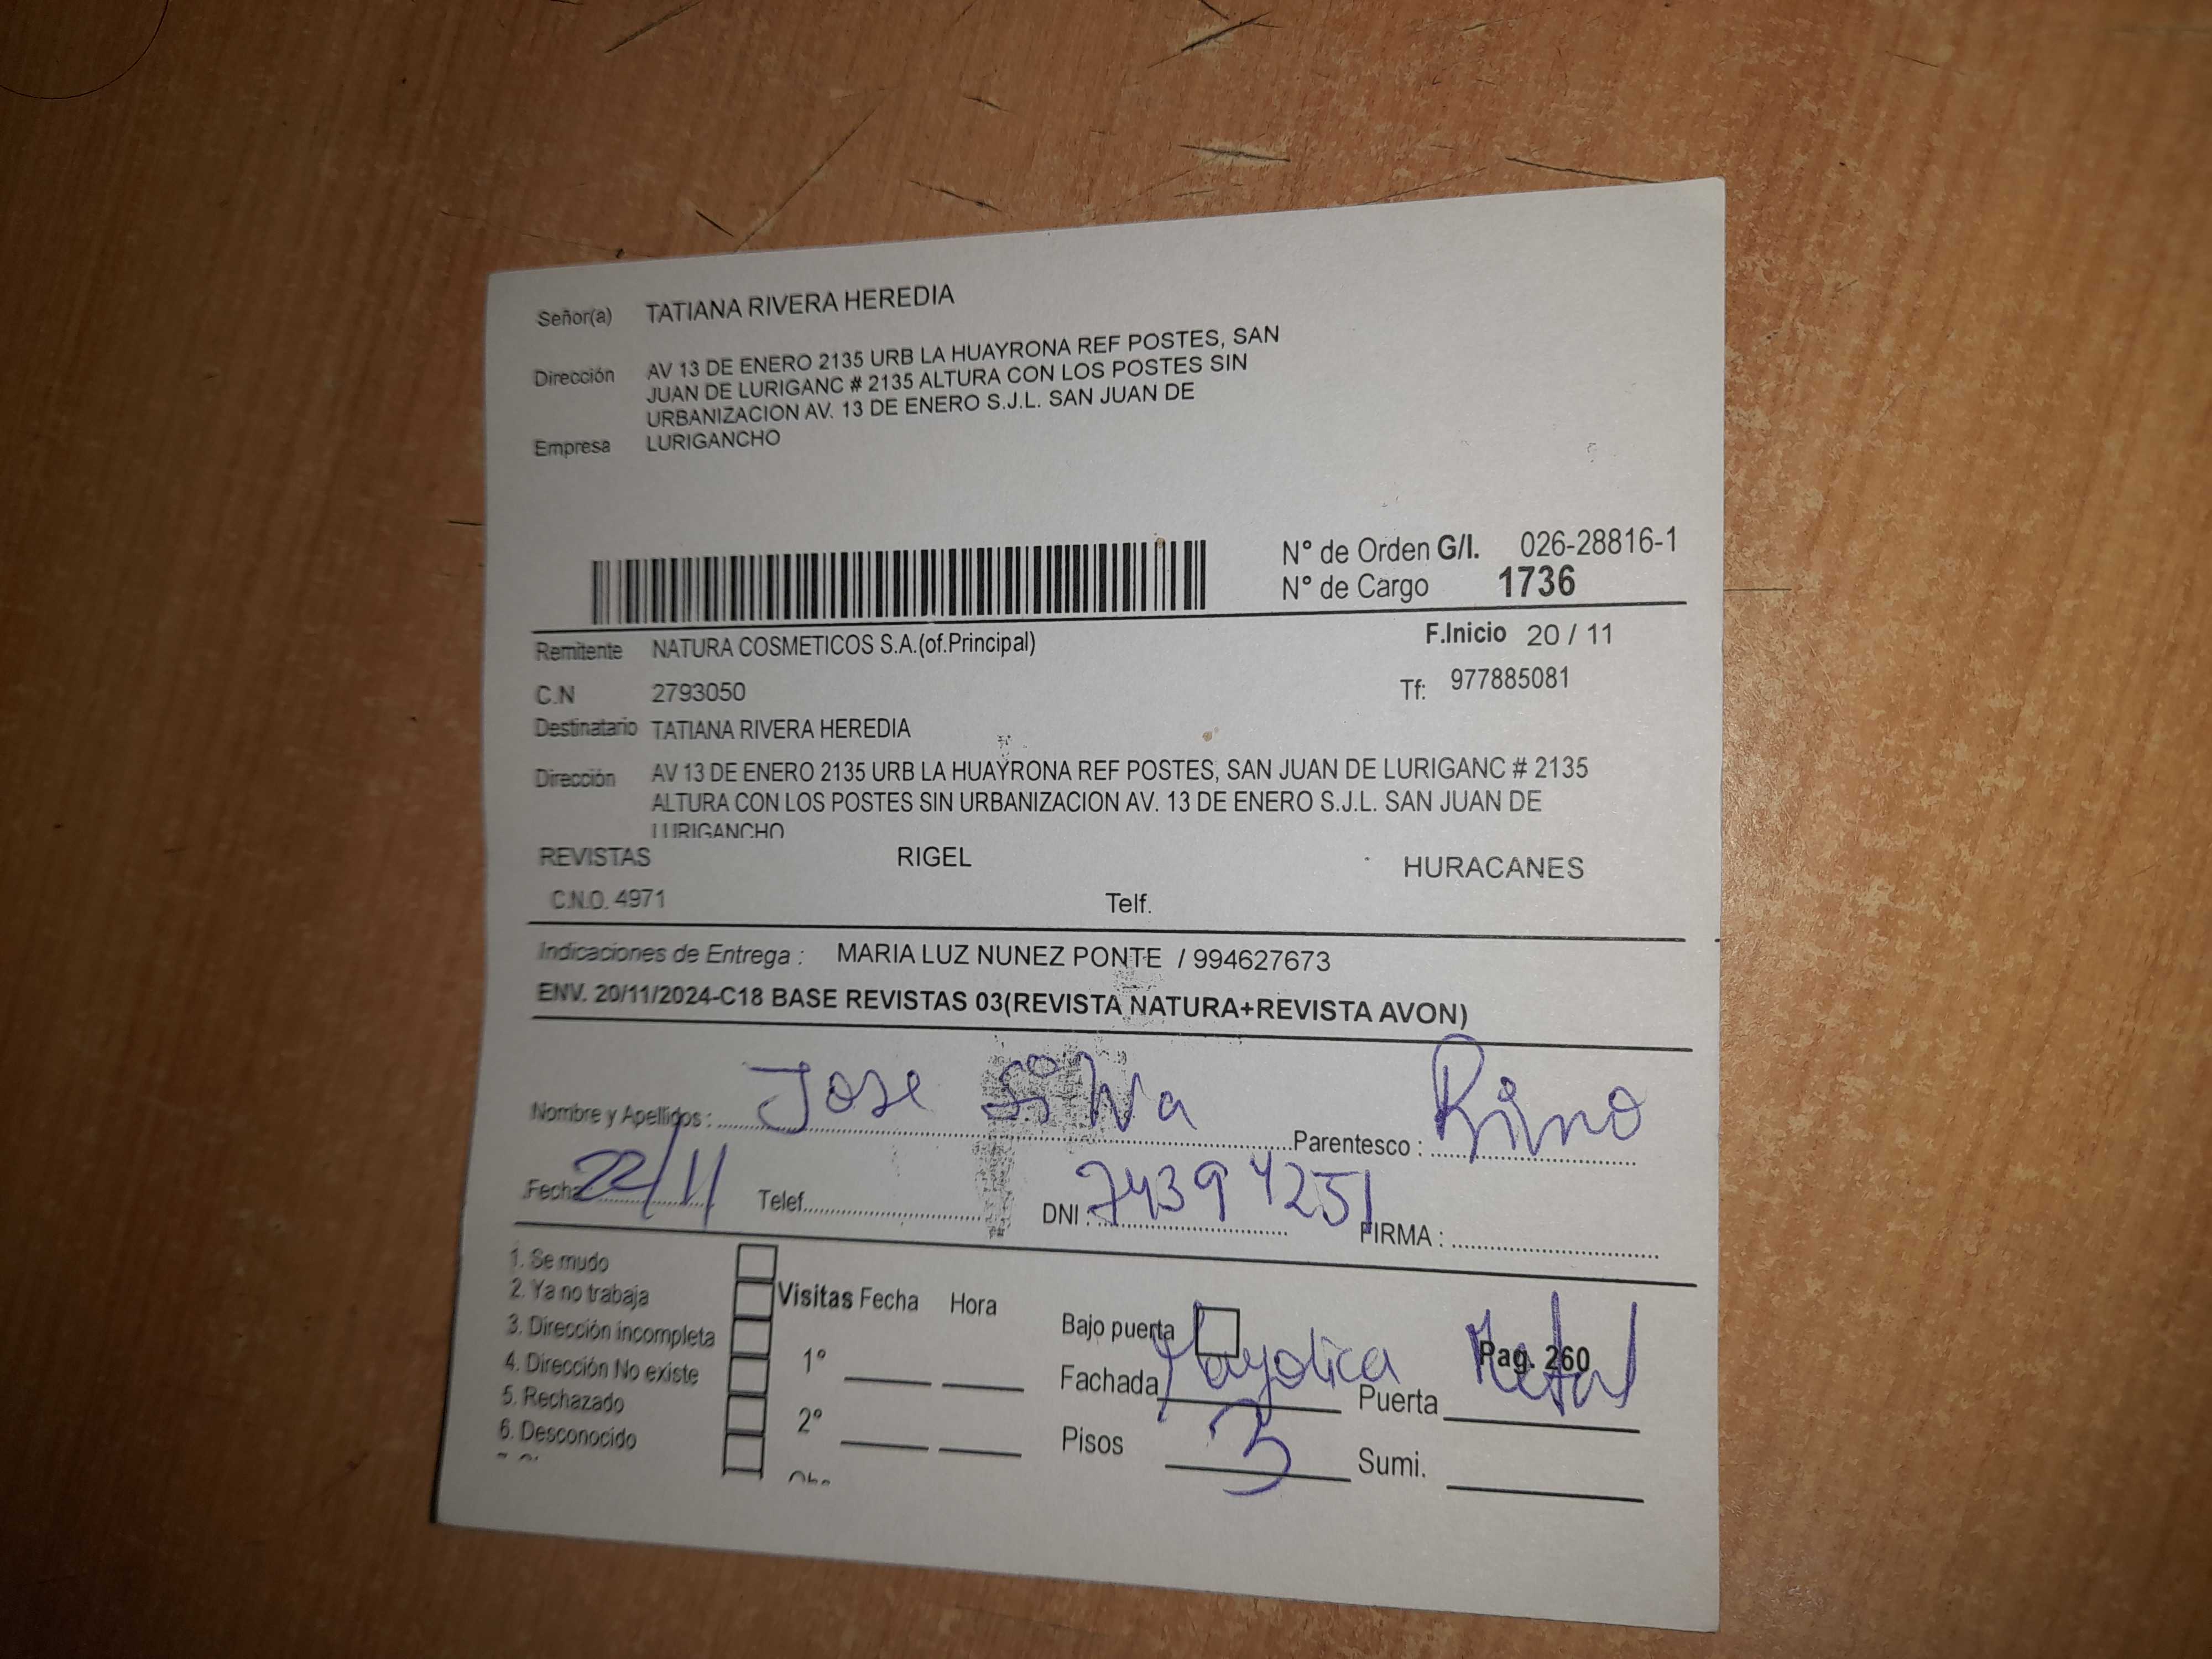 Señor(a) TATIANA RIVERA HEREDIA
Dirección AV 13 DE ENERO 2135 URB LA HUAYRONA REF POSTES, SAN
JUAN DE LURIGANC # 2135 ALTURA CON LOS POSTES SIN
URBANIZACION AV. 13 DE ENERO S.J.L. SAN JUAN DE
Empresa LURIGANCHO
N° de Orden G/I. 026-28816-1
N° de Cargo 1736
Remitente NATURA COSMETICOS S.A.(of.Principal) F.Inicio 20 / 11
C.N 2793050 Tf: 977885081
Destinatario TATIANA RIVERA HEREDIA
Dirección AV 13 DE ENERO 2135 URB LA HUAYRONA REF POSTES, SAN JUAN DE LURIGANC # 2135
ALTURA CON LOS POSTES SIN URBANIZACION AV. 13 DE ENERO S.J.L. SAN JUAN DE
LURIGANCHO
REVISTAS RIGEL HURACANES
C.N.O. 4971 Telf.
Indicaciones de Entrega : MARIA LUZ NUNEZ PONTE / 994627673
ENV. 20/11/2024-C18 BASE REVISTAS 03(REVISTA NATURA+REVISTA AVON)
Nombre y Apellidos : Jose Silva Parentesco :
Fecha 22/11 Telef. DNI : 74394251 FIRMA :
1. Se mudo
2. Ya no trabaja Visitas Fecha Hora
3. Dirección incompleta Bajo puerta Pag. 260
4. Dirección No existe 1° Fachada Mayolica Puerta Metal
5. Rechazado
6. Desconocido 2° Pisos 3 Sumi.